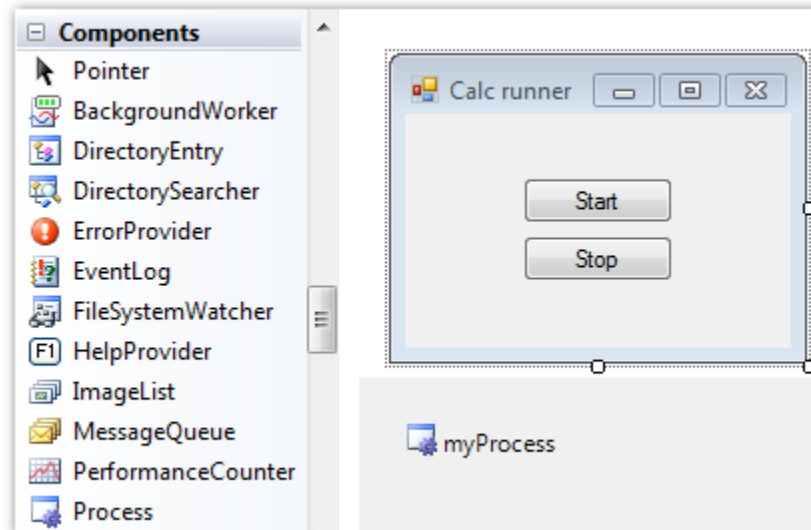 Components
Pointer
BackgroundWorker
DirectoryEntry
DirectorySearcher
ErrorProvider
EventLog
FileSystemWatcher
F1 HelpProvider
ImageList
MessageQueue
PerformanceCounter
Process
Calc runner
Start
Stop
myProcess